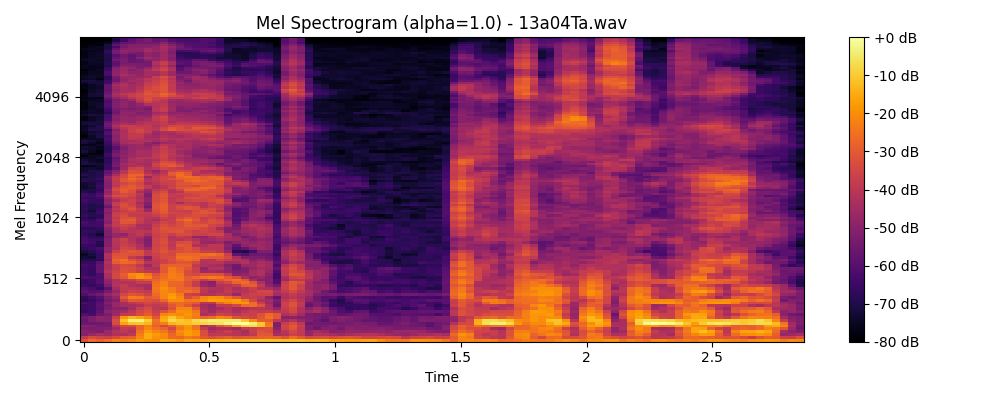 Mel Spectrogram (alpha=1.0) - 13a04Ta.wav
Mel Frequency
4096
2048
1024
512
0
0
0.5
1
1.5
2
2.5
Time
+0 dB
-10 dB
-20 dB
-30 dB
-40 dB
-50 dB
-60 dB
-70 dB
-80 dB